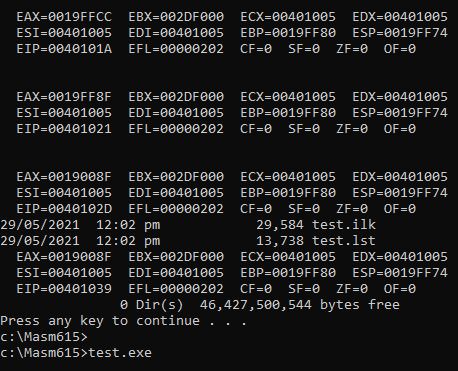 EAX=0019FFCC  EBX=002DF000  ECX=00401005  EDX=00401005
ESI=00401005  EDI=00401005  EBP=0019FF80  ESP=0019FF74
EIP=0040101A  EFL=00000202  CF=0  SF=0  ZF=0  OF=0
EAX=0019FF8F  EBX=002DF000  ECX=00401005  EDX=00401005
ESI=00401005  EDI=00401005  EBP=0019FF80  ESP=0019FF74
EIP=00401021  EFL=00000202  CF=0  SF=0  ZF=0  OF=0
EAX=0019008F  EBX=002DF000  ECX=00401005  EDX=00401005
ESI=00401005  EDI=00401005  EBP=0019FF80  ESP=0019FF74
EIP=0040102D  EFL=00000202  CF=0  SF=0  ZF=0  OF=0
29/05/2021  12:02 pm            29,584 test.ilk
29/05/2021  12:02 pm            13,738 test.lst
EAX=0019008F  EBX=002DF000  ECX=00401005  EDX=00401005
ESI=00401005  EDI=00401005  EBP=0019FF80  ESP=0019FF74
EIP=00401039  EFL=00000202  CF=0  SF=0  ZF=0  OF=0
0 Dir(s)  46,427,500,544 bytes free
Press any key to continue . . .
c:\Masm615>
c:\Masm615>test.exe